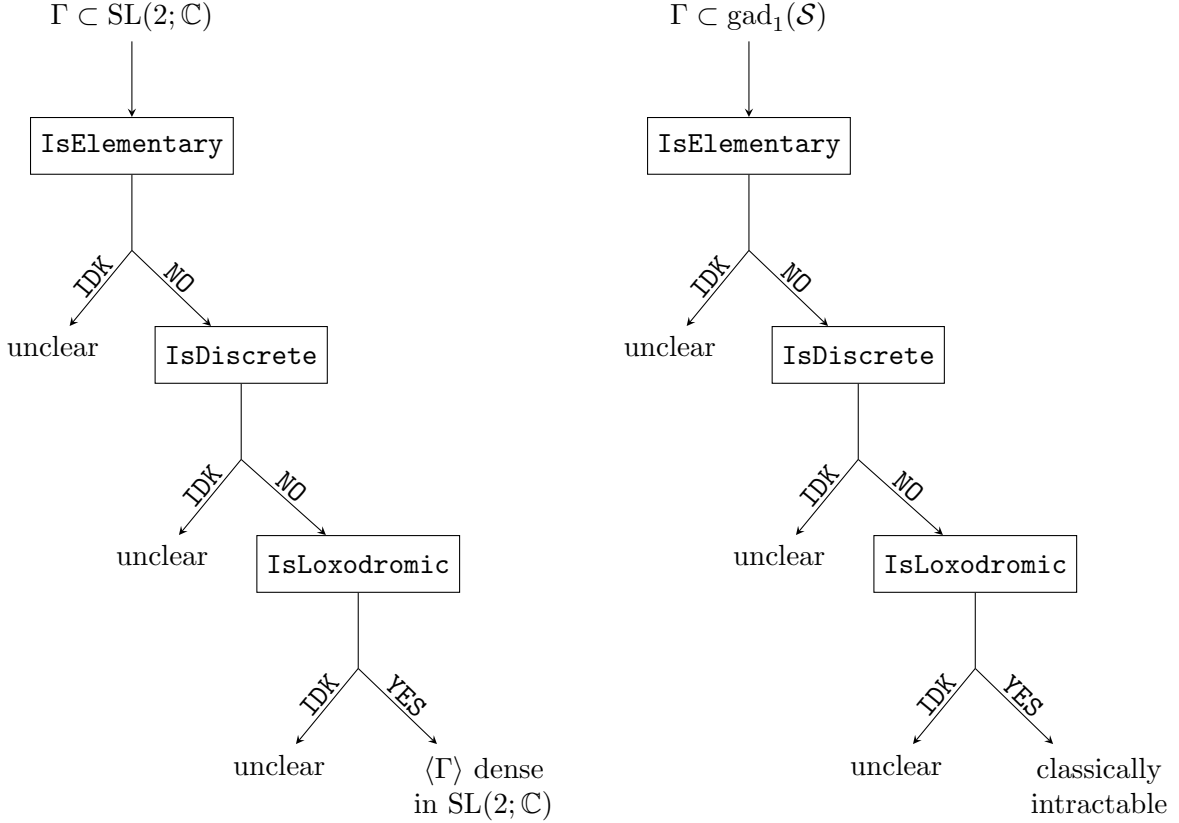 Γ ⊂ SL(2; ℂ)
IsElementary
IDK
NO
unclear
IsDiscrete
IDK
NO
unclear
IsLoxodromic
IDK
YES
unclear
⟨Γ⟩ dense
in SL(2; ℂ)
Γ ⊂ gad₁(𝒮)
IsElementary
IDK
NO
unclear
IsDiscrete
IDK
NO
unclear
IsLoxodromic
IDK
YES
unclear
classically
intractable